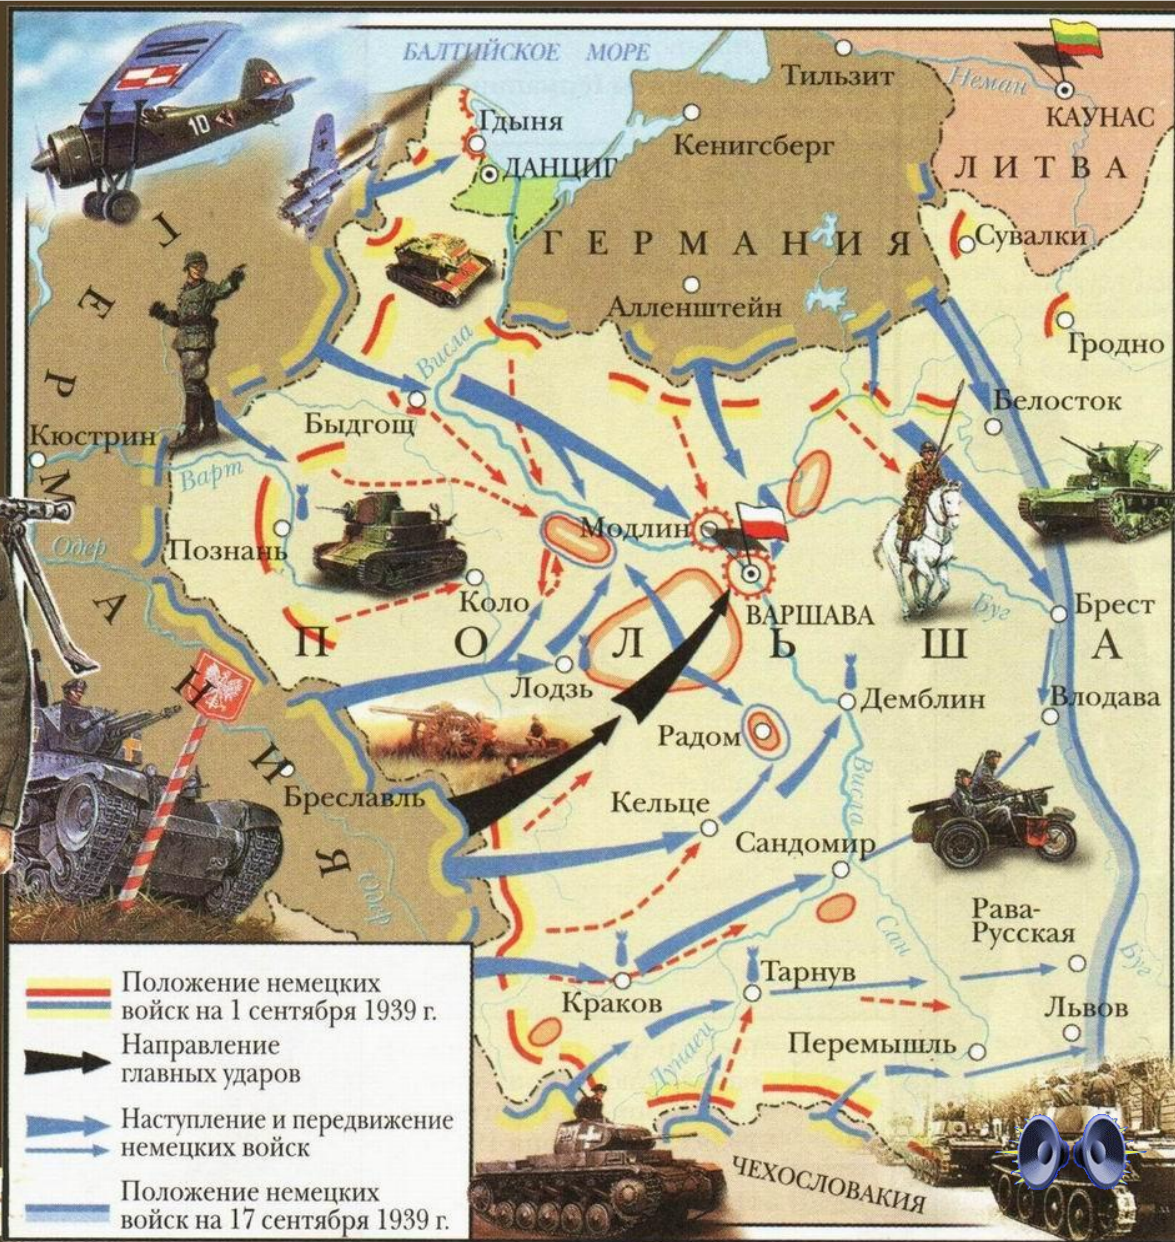 БАЛТИЙСКОЕ МОРЕ
Тильзит
Неман
КАУНАС
10
Гдыня
Кенигсберг
ДАНЦИГ
ЛИТВА
ГЕРМАНИЯ
Сувалки
Алленштейн
Гродно
Висла
Быдгощ
Белосток
Кюстрин
Варт
Модлин
Познань
Одер
Коло
ВАРШАВА
Буг
Брест
ПОЛЬША
ГЕРМАНИЯ
Лодзь
Демблин
Влодава
Радом
Висла
Бреславль
Кельце
Сандомир
Одер
Рава-
Русская
Сан
Буг
Тарнув
Краков
Львов
Дунаец
Перемышль
ЧЕХОСЛОВАКИЯ
Положение немецких
войск на 1 сентября 1939 г.
Направление
главных ударов
Наступление и передвижение
немецких войск
Положение немецких
войск на 17 сентября 1939 г.